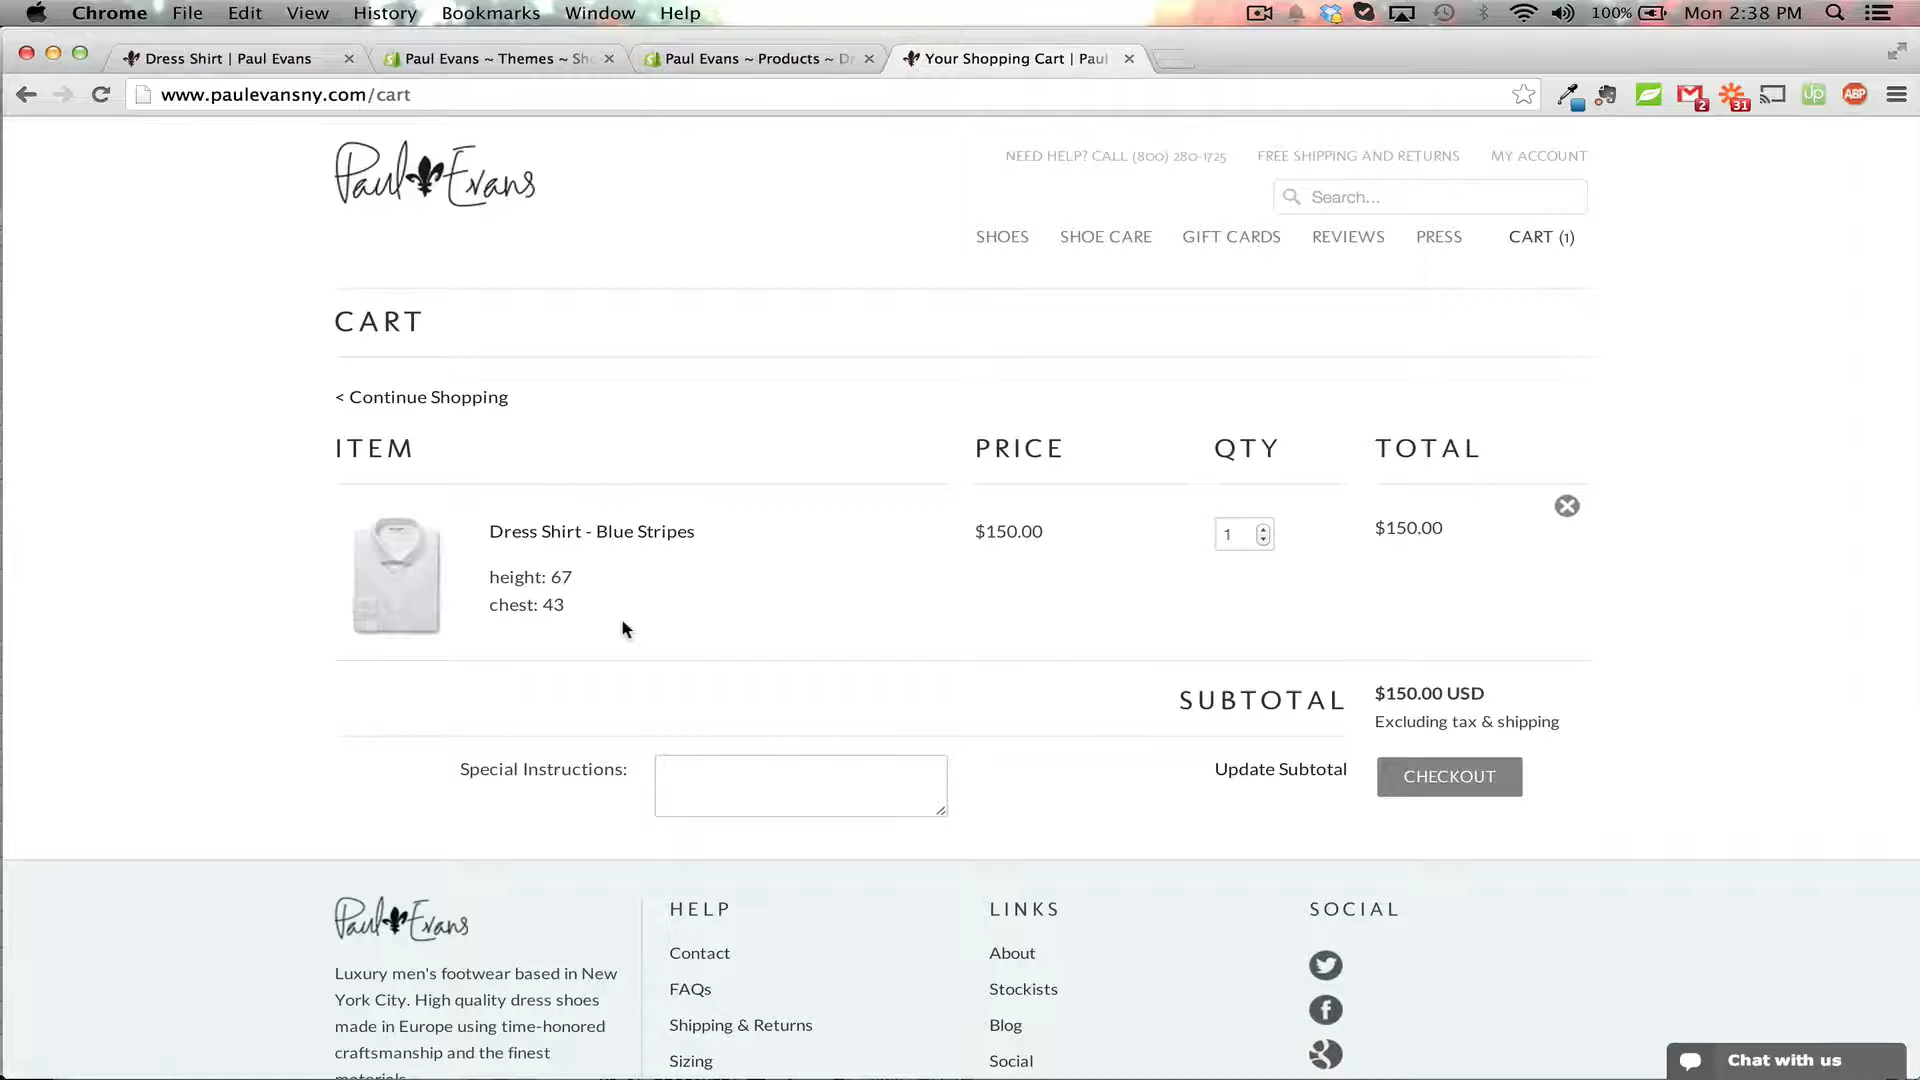 Chrome File Edit View History Bookmarks Window Help 100% Mon 2:38 PM
Dress Shirt | Paul Evans Paul Evans ~ Themes ~ Sh Paul Evans ~ Products ~ D Your Shopping Cart | Paul
www.paulevansny.com/cart 2 31 Up ABP
Paul Evans
NEED HELP? CALL (800) 280-1725 FREE SHIPPING AND RETURNS MY ACCOUNT
Search...
SHOES SHOE CARE GIFT CARDS REVIEWS PRESS CART (1)
CART
< Continue Shopping
ITEM PRICE QTY TOTAL
Dress Shirt - Blue Stripes $150.00 1 $150.00
height: 67
chest: 43
SUBTOTAL $150.00 USD
Excluding tax & shipping
Special Instructions: Update Subtotal CHECKOUT
Paul Evans
Luxury men's footwear based in New
York City. High quality dress shoes
made in Europe using time-honored
craftsmanship and the finest
materials.
HELP
Contact
FAQs
Shipping & Returns
Sizing
LINKS
About
Stockists
Blog
Social
SOCIAL
Chat with us